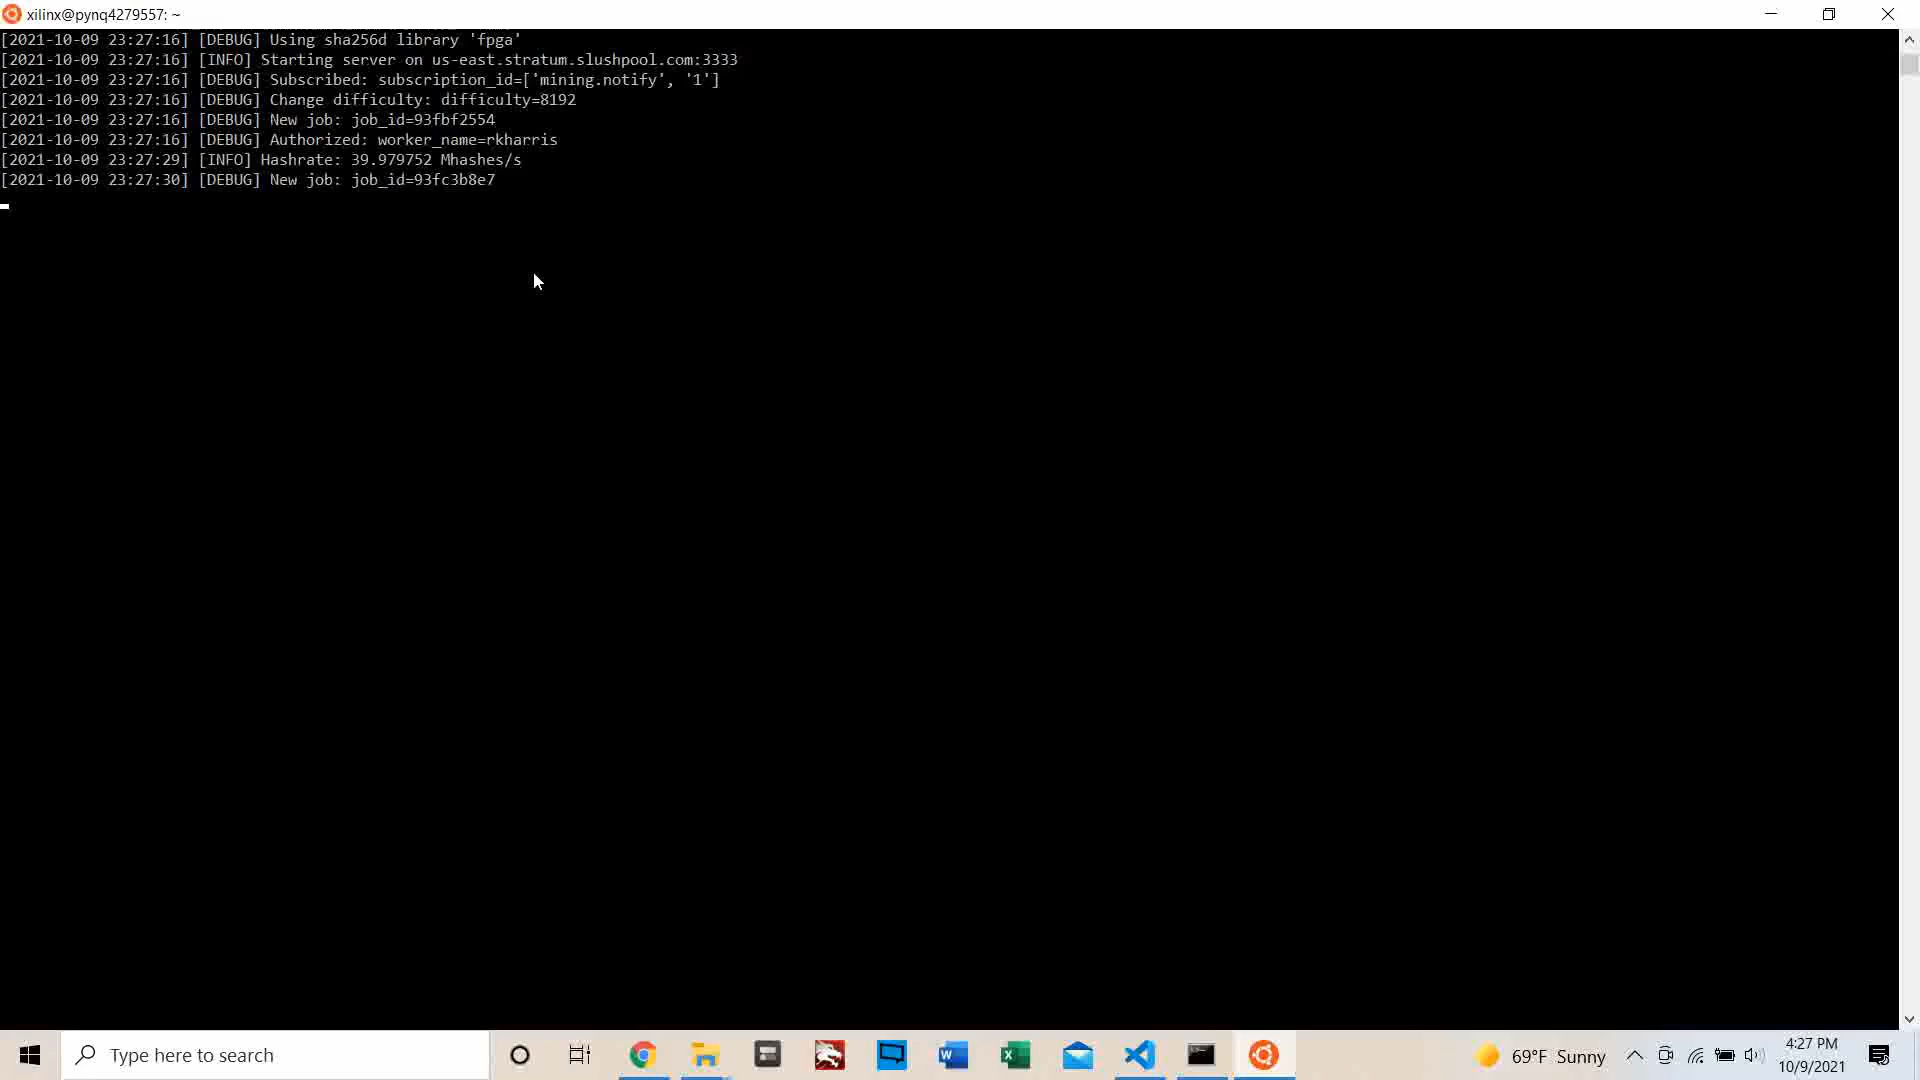 xilinx@pynq4279557: ~
[2021-10-09 23:27:16] [DEBUG] Using sha256d library 'fpga'
[2021-10-09 23:27:16] [INFO] Starting server on us-east.stratum.slushpool.com:3333
[2021-10-09 23:27:16] [DEBUG] Subscribed: subscription_id=['mining.notify', '1']
[2021-10-09 23:27:16] [DEBUG] Change difficulty: difficulty=8192
[2021-10-09 23:27:16] [DEBUG] New job: job_id=93fbf2554
[2021-10-09 23:27:16] [DEBUG] Authorized: worker_name=rkharris
[2021-10-09 23:27:29] [INFO] Hashrate: 39.979752 Mhashes/s
[2021-10-09 23:27:30] [DEBUG] New job: job_id=93fc3b8e7
Type here to search
69°F Sunny
4:27 PM
10/9/2021